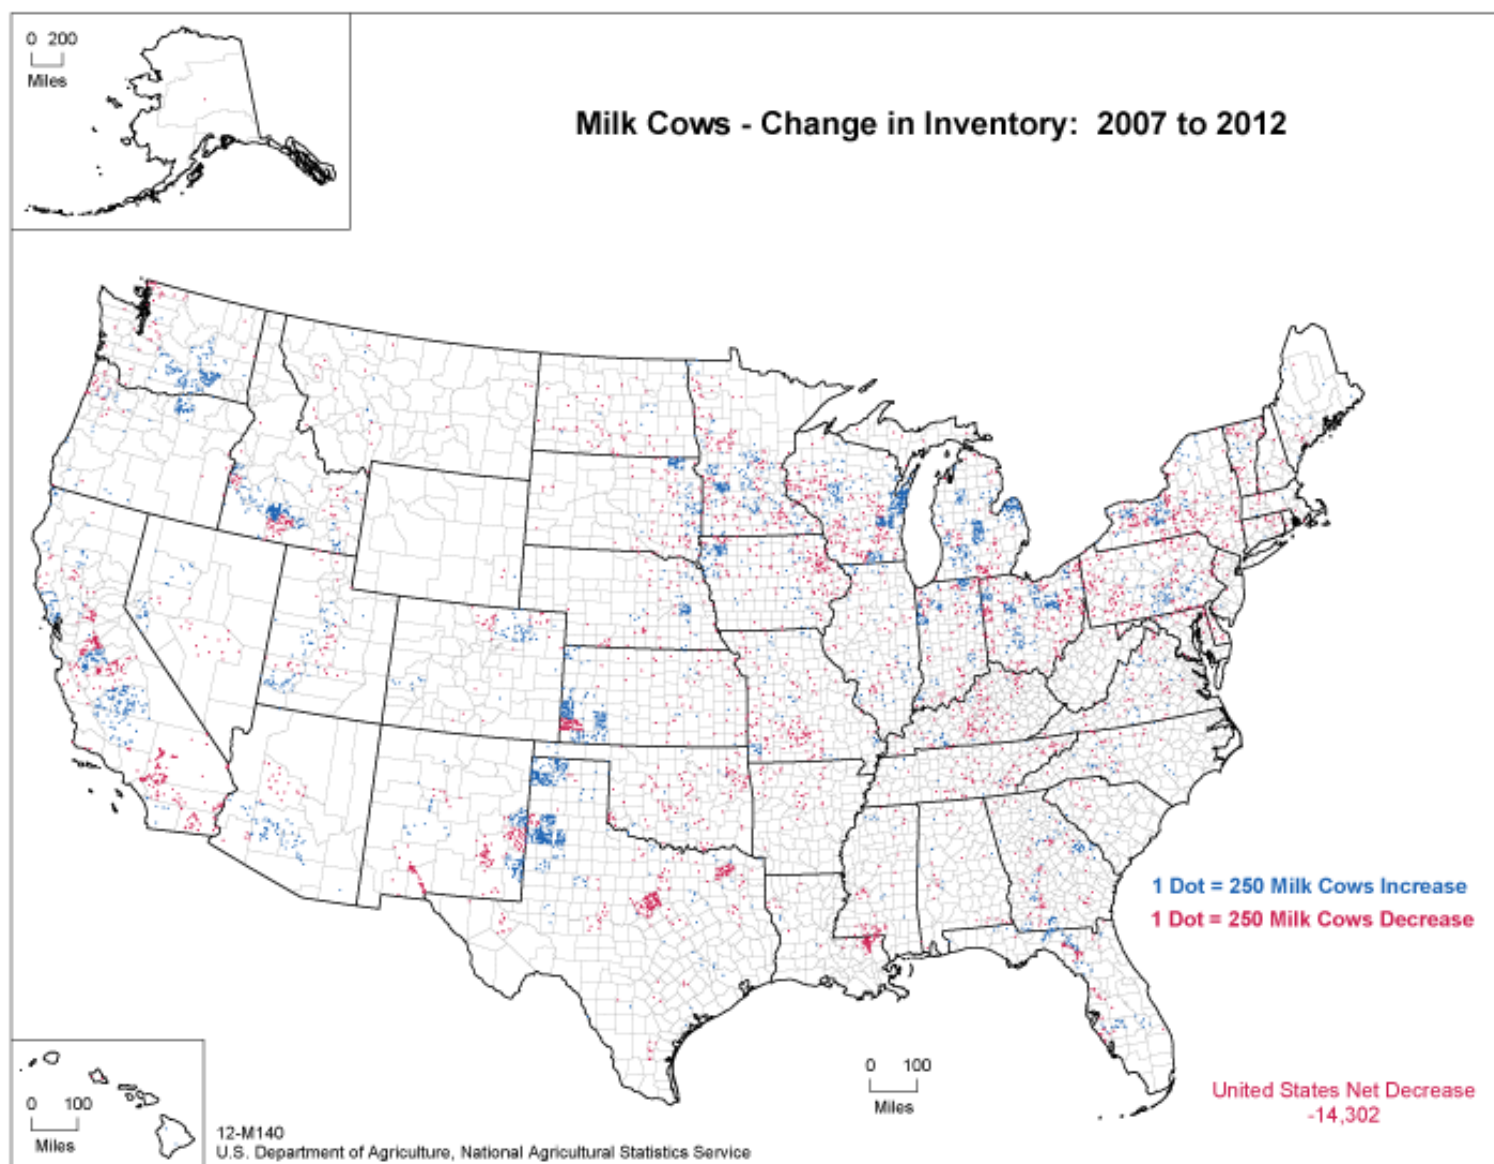 0 200
Miles
Milk Cows - Change in Inventory: 2007 to 2012
1 Dot = 250 Milk Cows Increase
1 Dot = 250 Milk Cows Decrease
0 100
Miles
United States Net Decrease
-14,302
0 100
Miles
12-M140
U.S. Department of Agriculture, National Agricultural Statistics Service